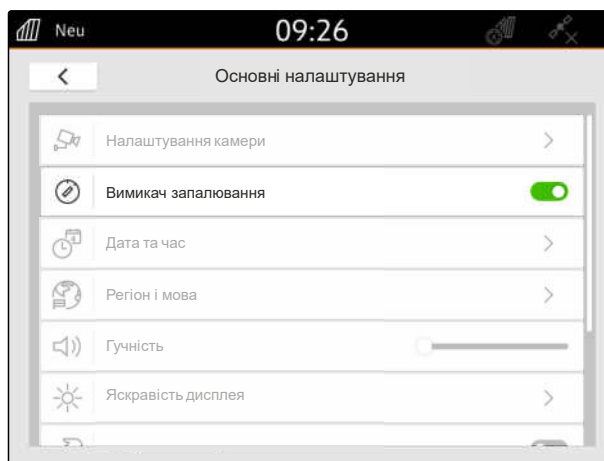 Neu 09:26
Основні налаштування
Налаштування камери
Вимикач запалювання
Дата та час
Регіон і мова
Гучність
Яскравість дисплея